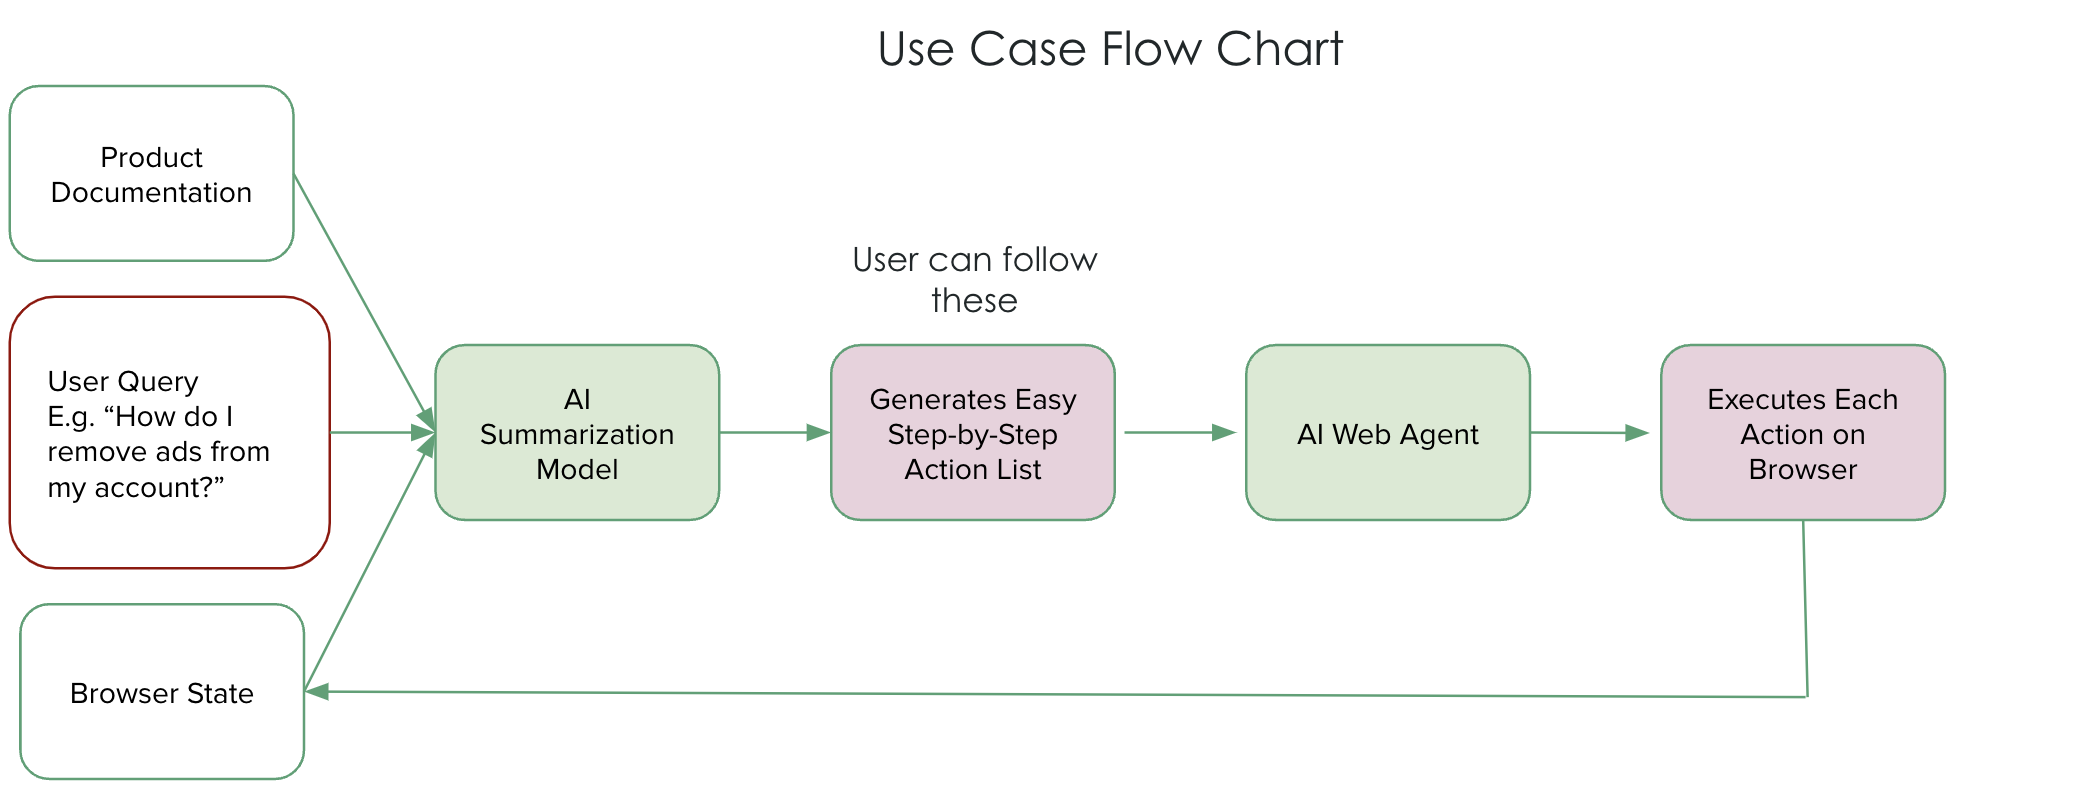 Use Case Flow Chart
Product
Documentation
User Query
E.g. “How do I
remove ads from
my account?”
Browser State
AI
Summarization
Model
User can follow
these
Generates Easy
Step-by-Step
Action List
AI Web Agent
Executes Each
Action on
Browser